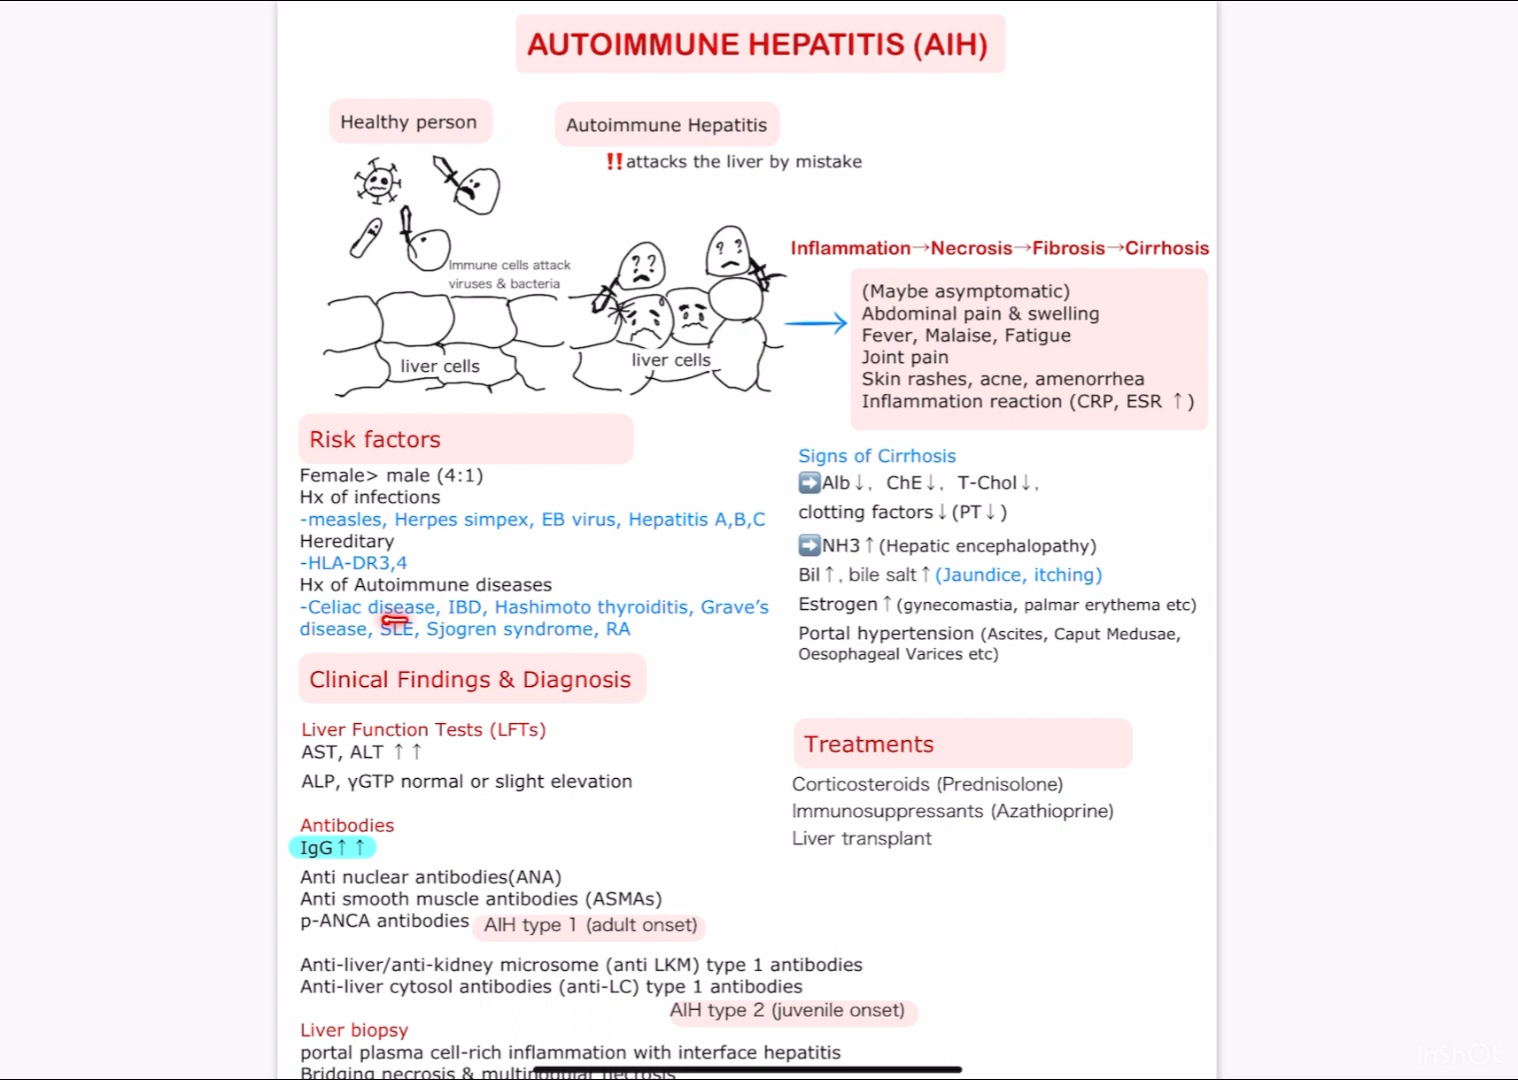 AUTOIMMUNE HEPATITIS (AIH)
Healthy person
Autoimmune Hepatitis
‼attacks the liver by mistake
Immune cells attack
viruses & bacteria
? ?
? ?
liver cells
liver cells
Inflammation→Necrosis→Fibrosis→Cirrhosis
(Maybe asymptomatic)
Abdominal pain & swelling
Fever, Malaise, Fatigue
Joint pain
Skin rashes, acne, amenorrhea
Inflammation reaction (CRP, ESR ↑)
Risk factors
Female> male (4:1)
Hx of infections
-measles, Herpes simpex, EB virus, Hepatitis A,B,C
Hereditary
-HLA-DR3,4
Hx of Autoimmune diseases
-Celiac disease, IBD, Hashimoto thyroiditis, Grave's
disease, SLE, Sjogren syndrome, RA
Signs of Cirrhosis
➡Alb↓, ChE↓, T-Chol↓,
clotting factors↓(PT↓)
➡NH3↑(Hepatic encephalopathy)
Bil↑, bile salt↑(Jaundice, itching)
Estrogen↑(gynecomastia, palmar erythema etc)
Portal hypertension (Ascites, Caput Medusae,
Oesophageal Varices etc)
Clinical Findings & Diagnosis
Liver Function Tests (LFTs)
AST, ALT ↑↑
ALP, γGTP normal or slight elevation
Antibodies
IgG↑↑
Anti nuclear antibodies(ANA)
Anti smooth muscle antibodies (ASMAs)
p-ANCA antibodies AIH type 1 (adult onset)
Anti-liver/anti-kidney microsome (anti LKM) type 1 antibodies
Anti-liver cytosol antibodies (anti-LC) type 1 antibodies
AIH type 2 (juvenile onset)
Liver biopsy
portal plasma cell-rich inflammation with interface hepatitis
Bridging necrosis & multinodular necrosis
Treatments
Corticosteroids (Prednisolone)
Immunosuppressants (Azathioprine)
Liver transplant
InShOt